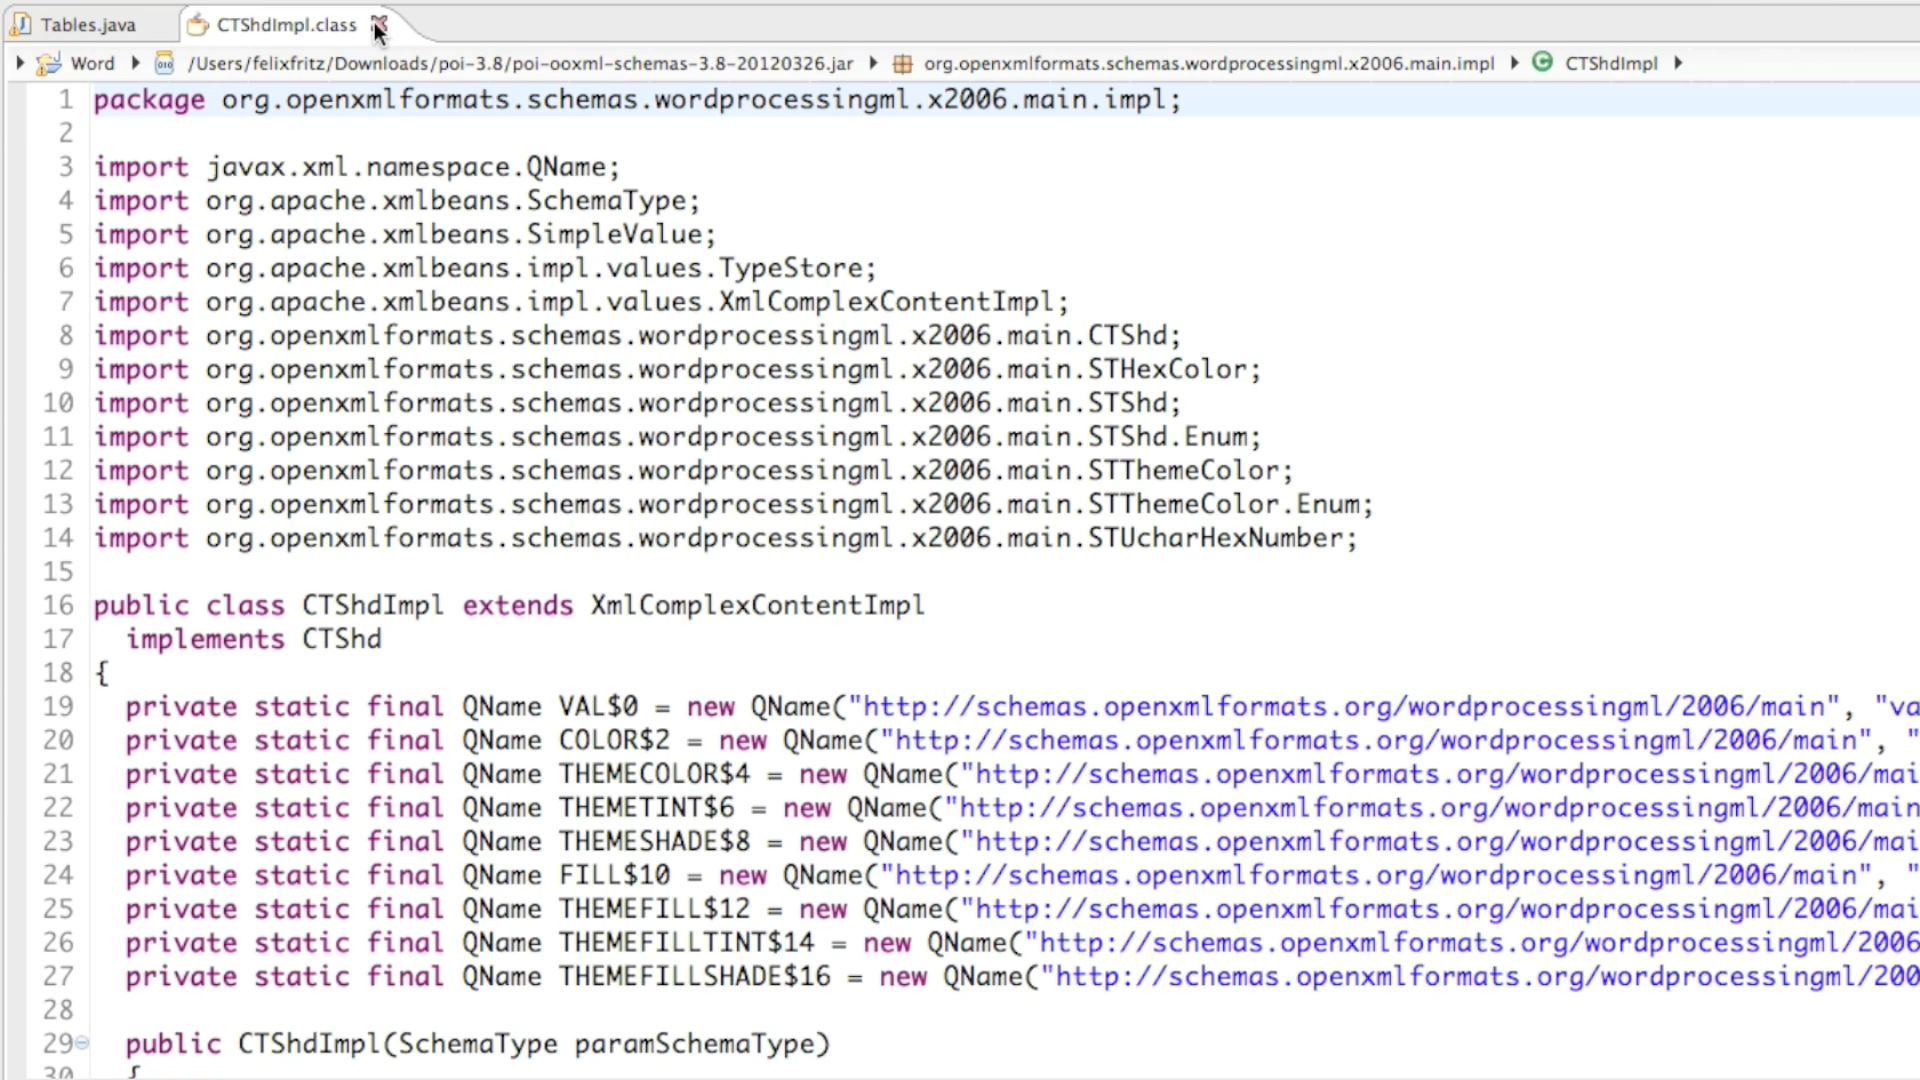 Tables.java
CTShdImpl.class
Word /Users/felixfritz/Downloads/poi-3.8/poi-ooxml-schemas-3.8-20120326.jar org.openxmlformats.schemas.wordprocessingml.x2006.main.impl CTShdImpl
1 package org.openxmlformats.schemas.wordprocessingml.x2006.main.impl;
2
3 import javax.xml.namespace.QName;
4 import org.apache.xmlbeans.SchemaType;
5 import org.apache.xmlbeans.SimpleValue;
6 import org.apache.xmlbeans.impl.values.TypeStore;
7 import org.apache.xmlbeans.impl.values.XmlComplexContentImpl;
8 import org.openxmlformats.schemas.wordprocessingml.x2006.main.CTShd;
9 import org.openxmlformats.schemas.wordprocessingml.x2006.main.STHexColor;
10 import org.openxmlformats.schemas.wordprocessingml.x2006.main.STShd;
11 import org.openxmlformats.schemas.wordprocessingml.x2006.main.STShd.Enum;
12 import org.openxmlformats.schemas.wordprocessingml.x2006.main.STThemeColor;
13 import org.openxmlformats.schemas.wordprocessingml.x2006.main.STThemeColor.Enum;
14 import org.openxmlformats.schemas.wordprocessingml.x2006.main.STUcharHexNumber;
15
16 public class CTShdImpl extends XmlComplexContentImpl
17 implements CTShd
18 {
19 private static final QName VAL$0 = new QName("http://schemas.openxmlformats.org/wordprocessingml/2006/main", "va
20 private static final QName COLOR$2 = new QName("http://schemas.openxmlformats.org/wordprocessingml/2006/main", "
21 private static final QName THEMECOLOR$4 = new QName("http://schemas.openxmlformats.org/wordprocessingml/2006/mai
22 private static final QName THEMETINT$6 = new QName("http://schemas.openxmlformats.org/wordprocessingml/2006/main
23 private static final QName THEMESHADE$8 = new QName("http://schemas.openxmlformats.org/wordprocessingml/2006/mai
24 private static final QName FILL$10 = new QName("http://schemas.openxmlformats.org/wordprocessingml/2006/main", "
25 private static final QName THEMEFILL$12 = new QName("http://schemas.openxmlformats.org/wordprocessingml/2006/mai
26 private static final QName THEMEFILLTINT$14 = new QName("http://schemas.openxmlformats.org/wordprocessingml/2006
27 private static final QName THEMEFILLSHADE$16 = new QName("http://schemas.openxmlformats.org/wordprocessingml/200
28
29 public CTShdImpl(SchemaType paramSchemaType)
30 {